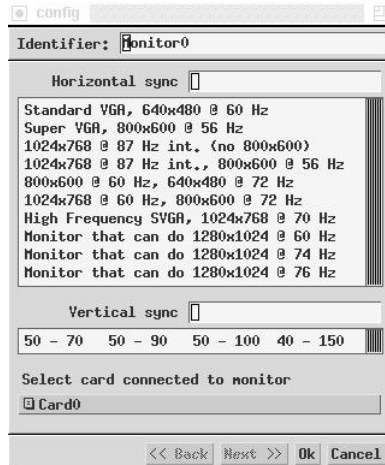 config
Identifier: Monitor0
Horizontal sync
Standard VGA, 640x480 @ 60 Hz
Super VGA, 800x600 @ 56 Hz
1024x768 @ 87 Hz int. (no 800x600)
1024x768 @ 87 Hz int., 800x600 @ 56 Hz
800x600 @ 60 Hz, 640x480 @ 72 Hz
1024x768 @ 60 Hz, 800x600 @ 72 Hz
High Frequency SVGA, 1024x768 @ 70 Hz
Monitor that can do 1280x1024 @ 60 Hz
Monitor that can do 1280x1024 @ 74 Hz
Monitor that can do 1280x1024 @ 76 Hz
Vertical sync
50 - 70 50 - 90 50 - 100 40 - 150
Select card connected to monitor
Card0
<< Back Next >> Ok Cancel